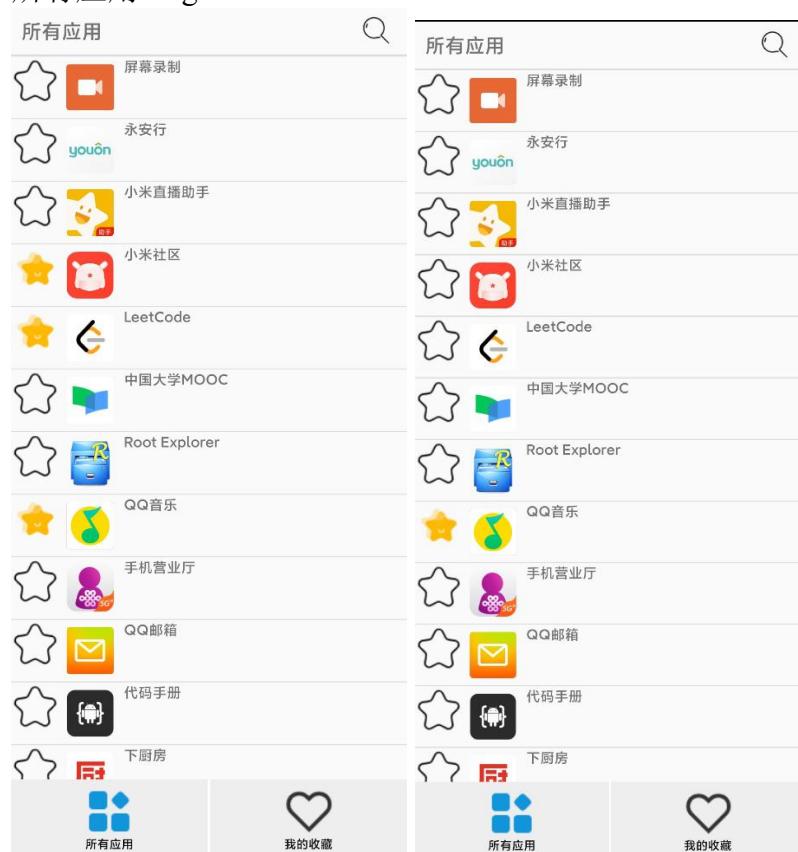 所有应用
屏幕录制
永安行
youôn
小米直播助手
助手
小米社区
LeetCode
中国大学MOOC
Root Explorer
R
QQ音乐
手机营业厅
5G
QQ邮箱
代码手册
下厨房
所有应用
我的收藏
所有应用
屏幕录制
永安行
youôn
小米直播助手
助手
小米社区
LeetCode
中国大学MOOC
Root Explorer
R
QQ音乐
手机营业厅
5G
QQ邮箱
代码手册
下厨房
所有应用
我的收藏